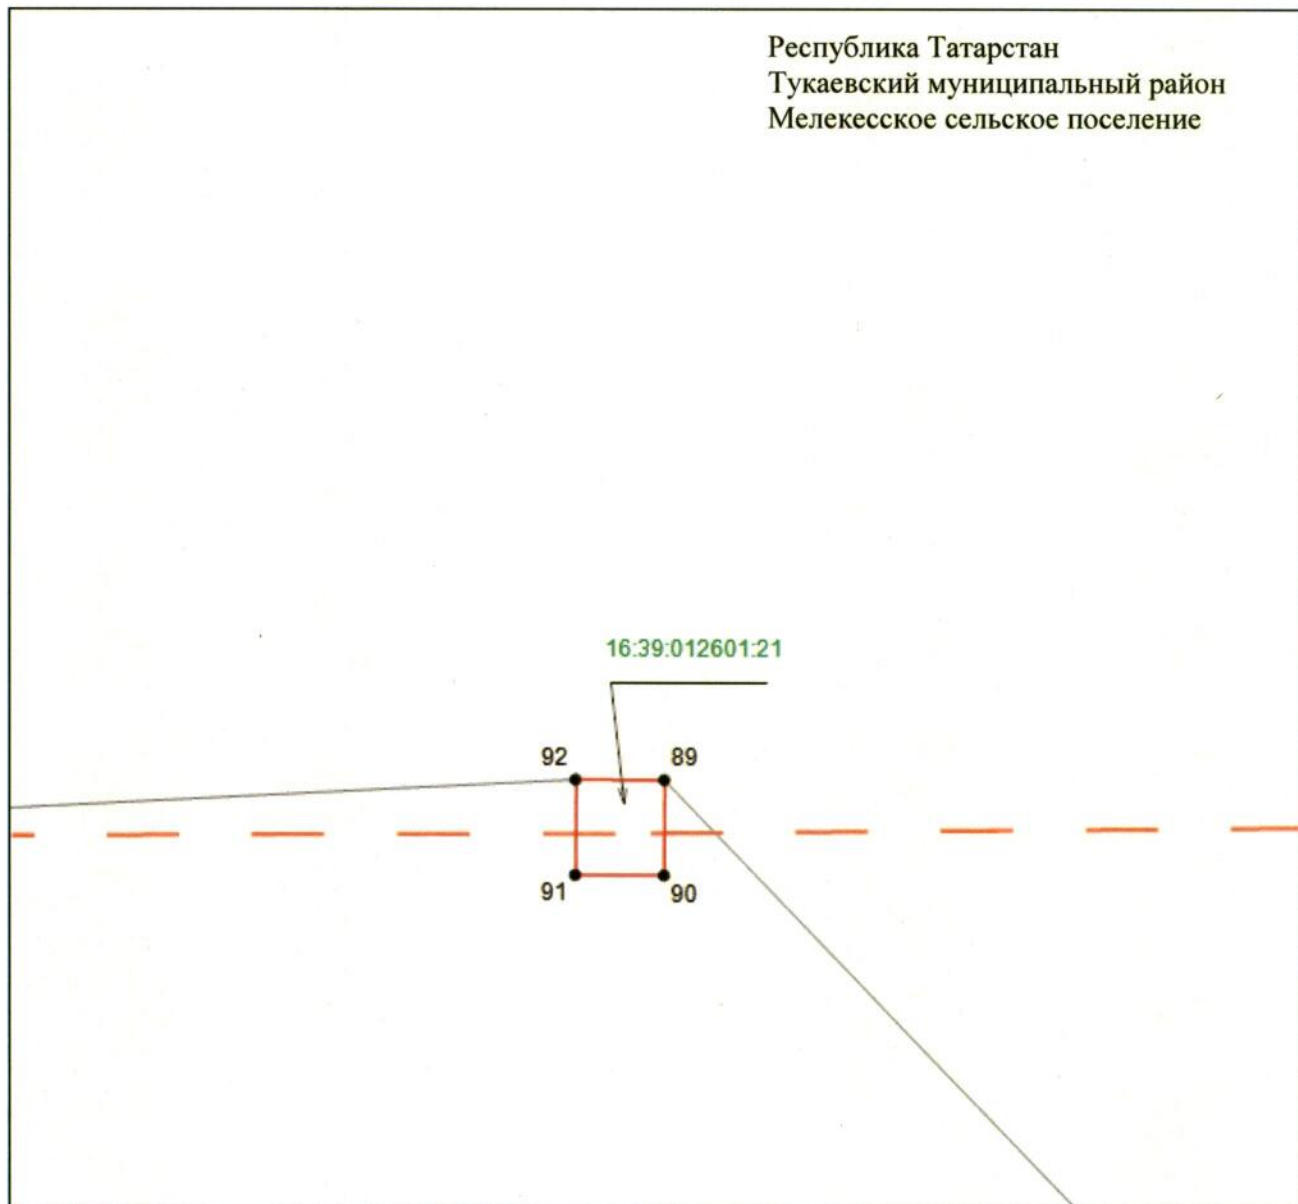 Республика Татарстан
Тукаевский муниципальный район
Мелекесское сельское поселение
16:39:012601:21
92 89
91 90